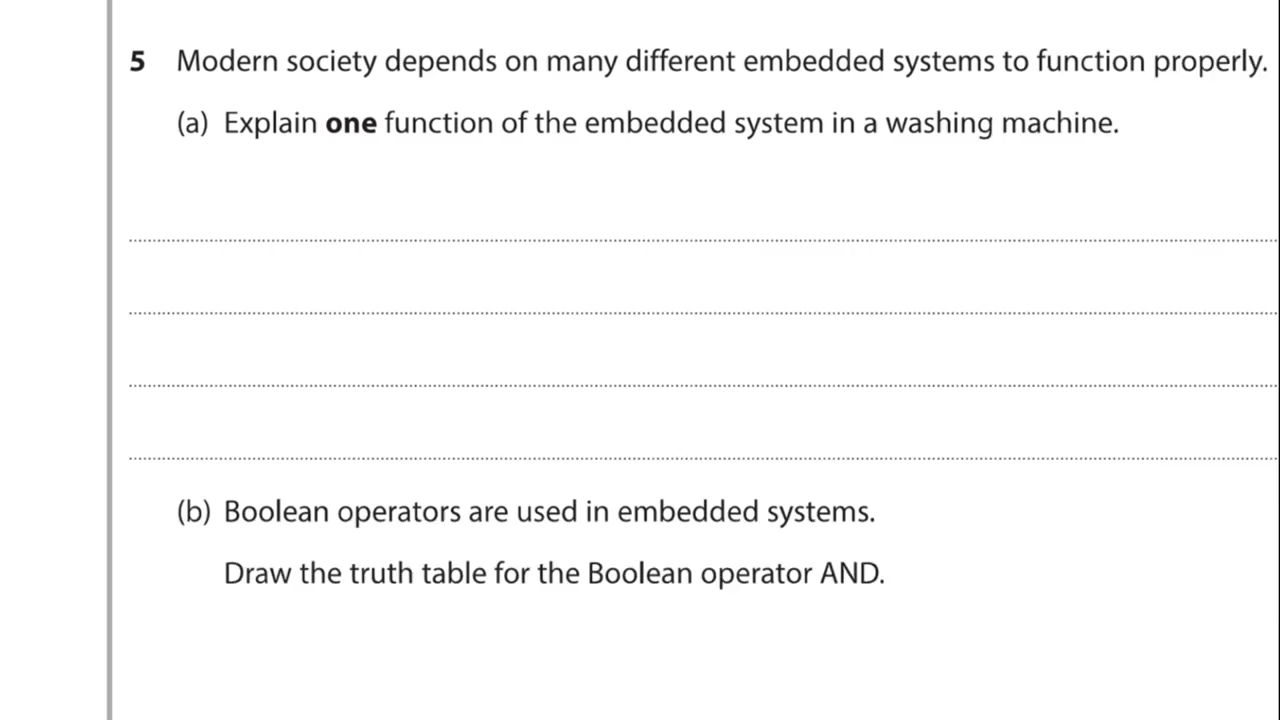 5 Modern society depends on many different embedded systems to function properly.
(a) Explain one function of the embedded system in a washing machine.
(b) Boolean operators are used in embedded systems.
Draw the truth table for the Boolean operator AND.